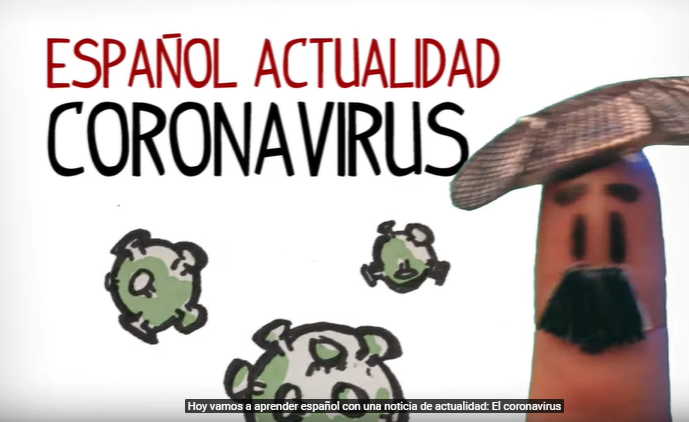 ESPAÑOL ACTUALIDAD
CORONAVIRUS
Hoy vamos a aprender español con una noticia de actualidad: El coronavirus